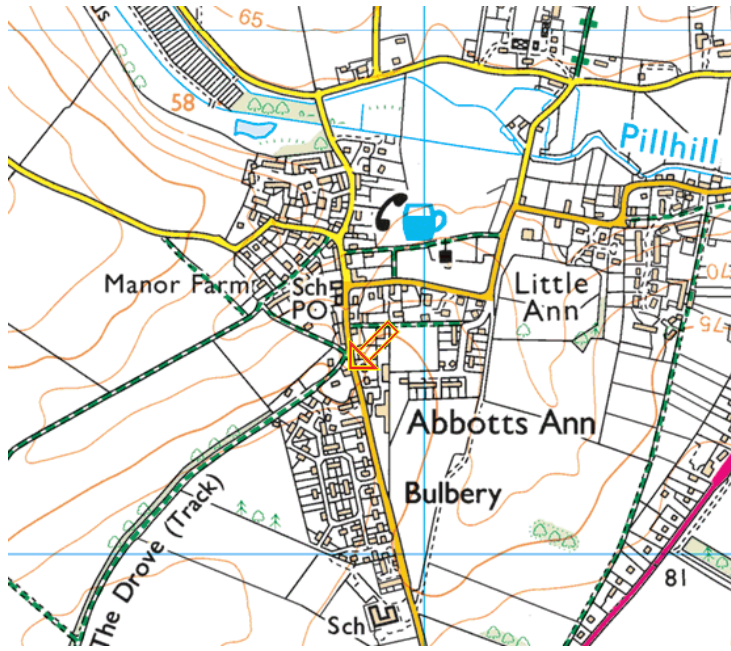 65
58
Pillhill
Manor Farm
Sch
PO
Little
Ann
70
75
Abbotts Ann
Bulbery
The Drove (Track)
81
Sch